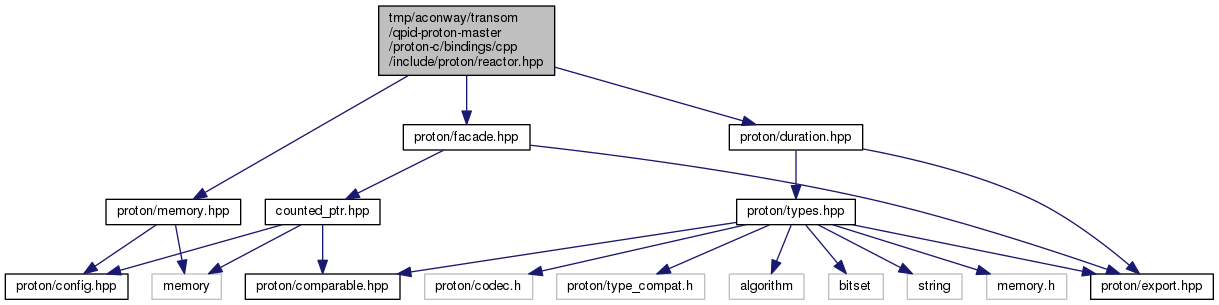 tmp/aconway/transom
/qpid-proton-master
/proton-c/bindings/cpp
/include/proton/reactor.hpp
proton/facade.hpp
proton/duration.hpp
proton/memory.hpp
counted_ptr.hpp
proton/types.hpp
proton/config.hpp
memory
proton/comparable.hpp
proton/codec.h
proton/type_compat.h
algorithm
bitset
string
memory.h
proton/export.hpp